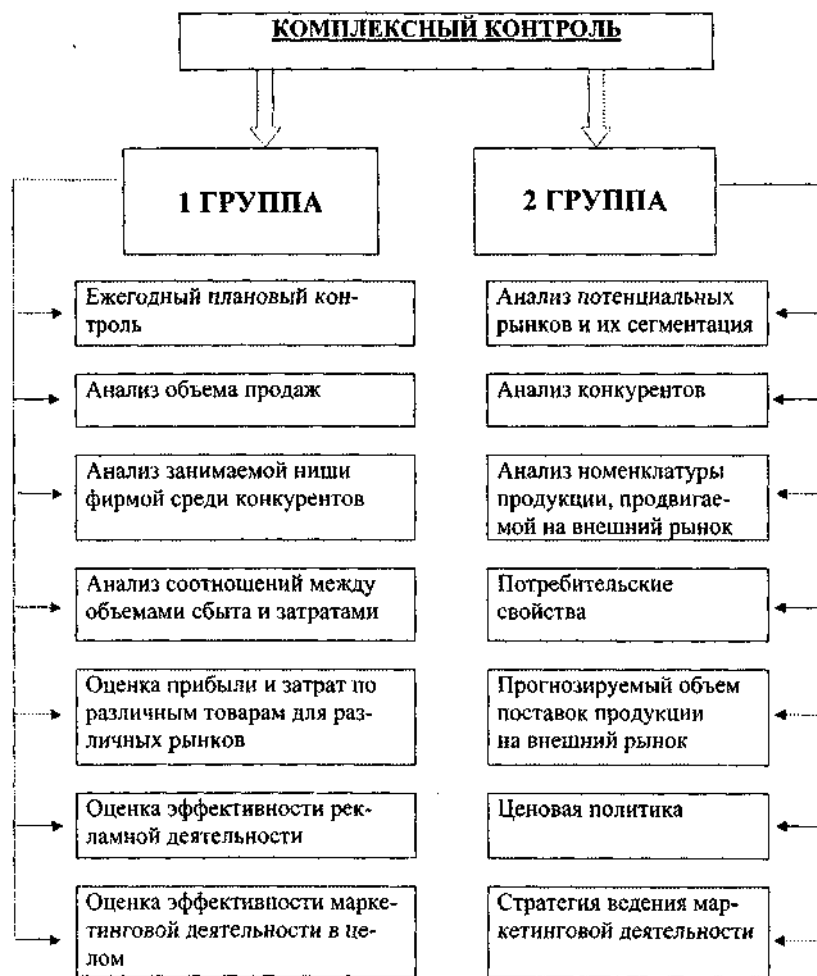 КОМПЛЕКСНЫЙ КОНТРОЛЬ
1 ГРУППА
Ежегодный плановый кон-
троль
Анализ объема продаж
Анализ занимаемой ниши
фирмой среди конкурентов
Анализ соотношений между
объемами сбыта и затратами
Оценка прибыли и затрат по
различным товарам для раз-
личных рынков
Оценка эффективности рек-
ламной деятельности
Оценка эффективности марке-
тинговой деятельности в це-
лом
2 ГРУППА
Анализ потенциальных
рынков и их сегментация
Анализ конкурентов
Анализ номенклатуры
продукции, продвигае-
мой на внешний рынок
Потребительские
свойства
Прогнозируемый объем
поставок продукции
на внешний рынок
Ценовая политика
Стратегия ведения мар-
кетинговой деятельности